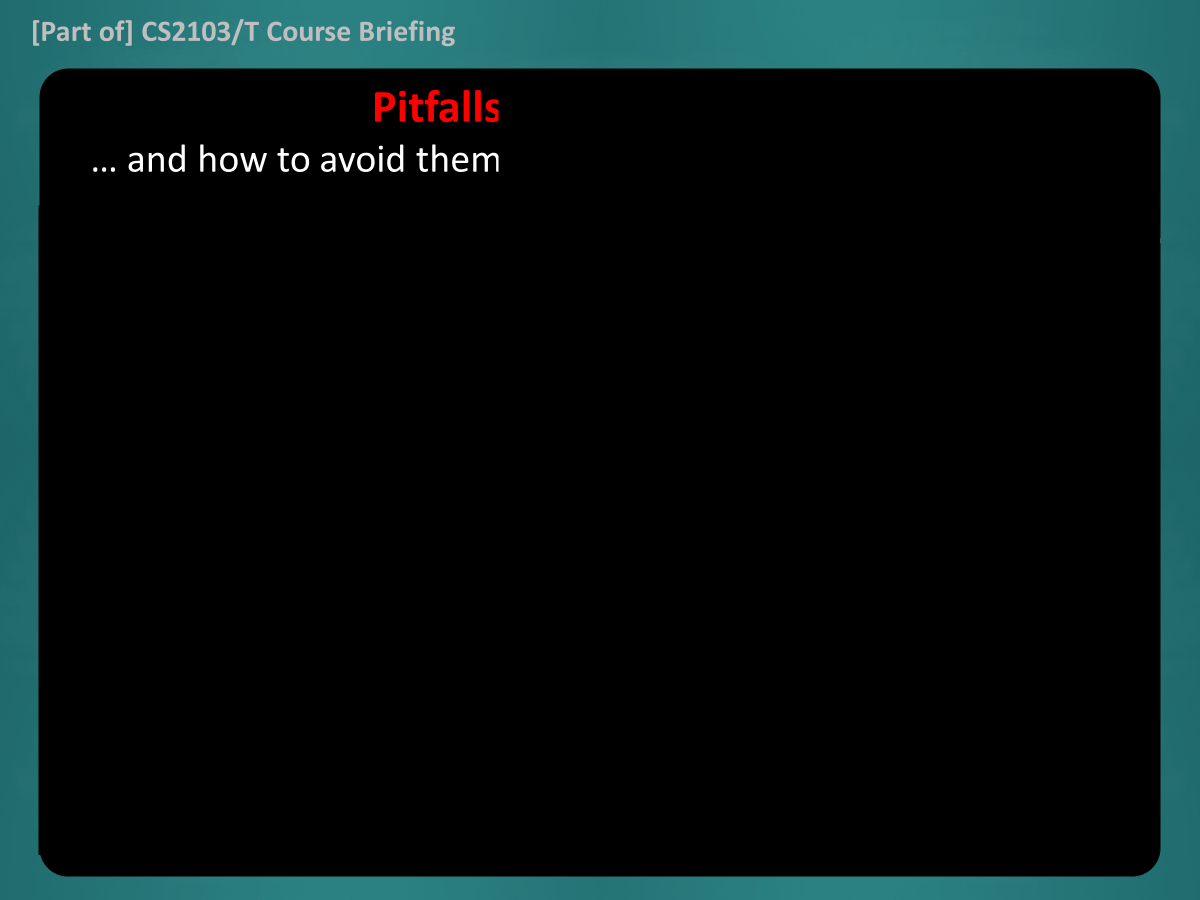 [Part of] CS2103/T Course Briefing
Pitfalls
… and how to avoid them